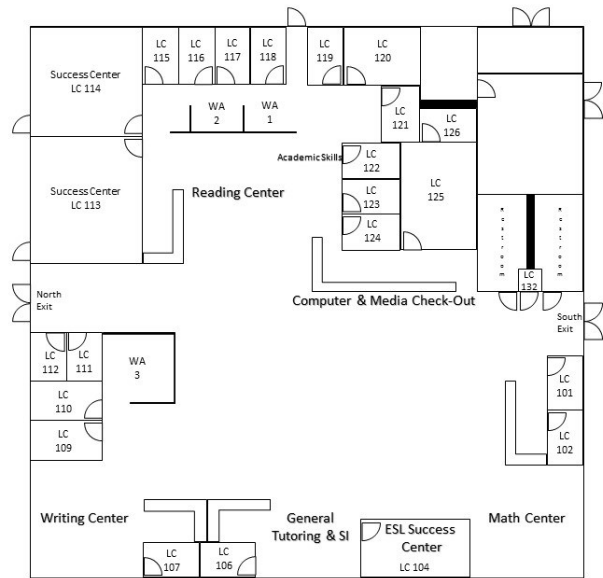 LC
115
LC
116
LC
117
LC
118
LC
119
LC
120
Success Center
LC 114
WA
2
WA
1
LC
121
LC
126
Academic Skills
LC
122
Success Center
LC 113
Reading Center
LC
123
LC
125
LC
124
Restroom
Restroom
LC
132
North
Exit
Computer & Media Check-Out
South
Exit
LC
112
LC
111
WA
3
LC
101
LC
110
LC
109
LC
102
Writing Center
General
Tutoring & SI
ESL Success
Center
LC 104
Math Center
LC
107
LC
106